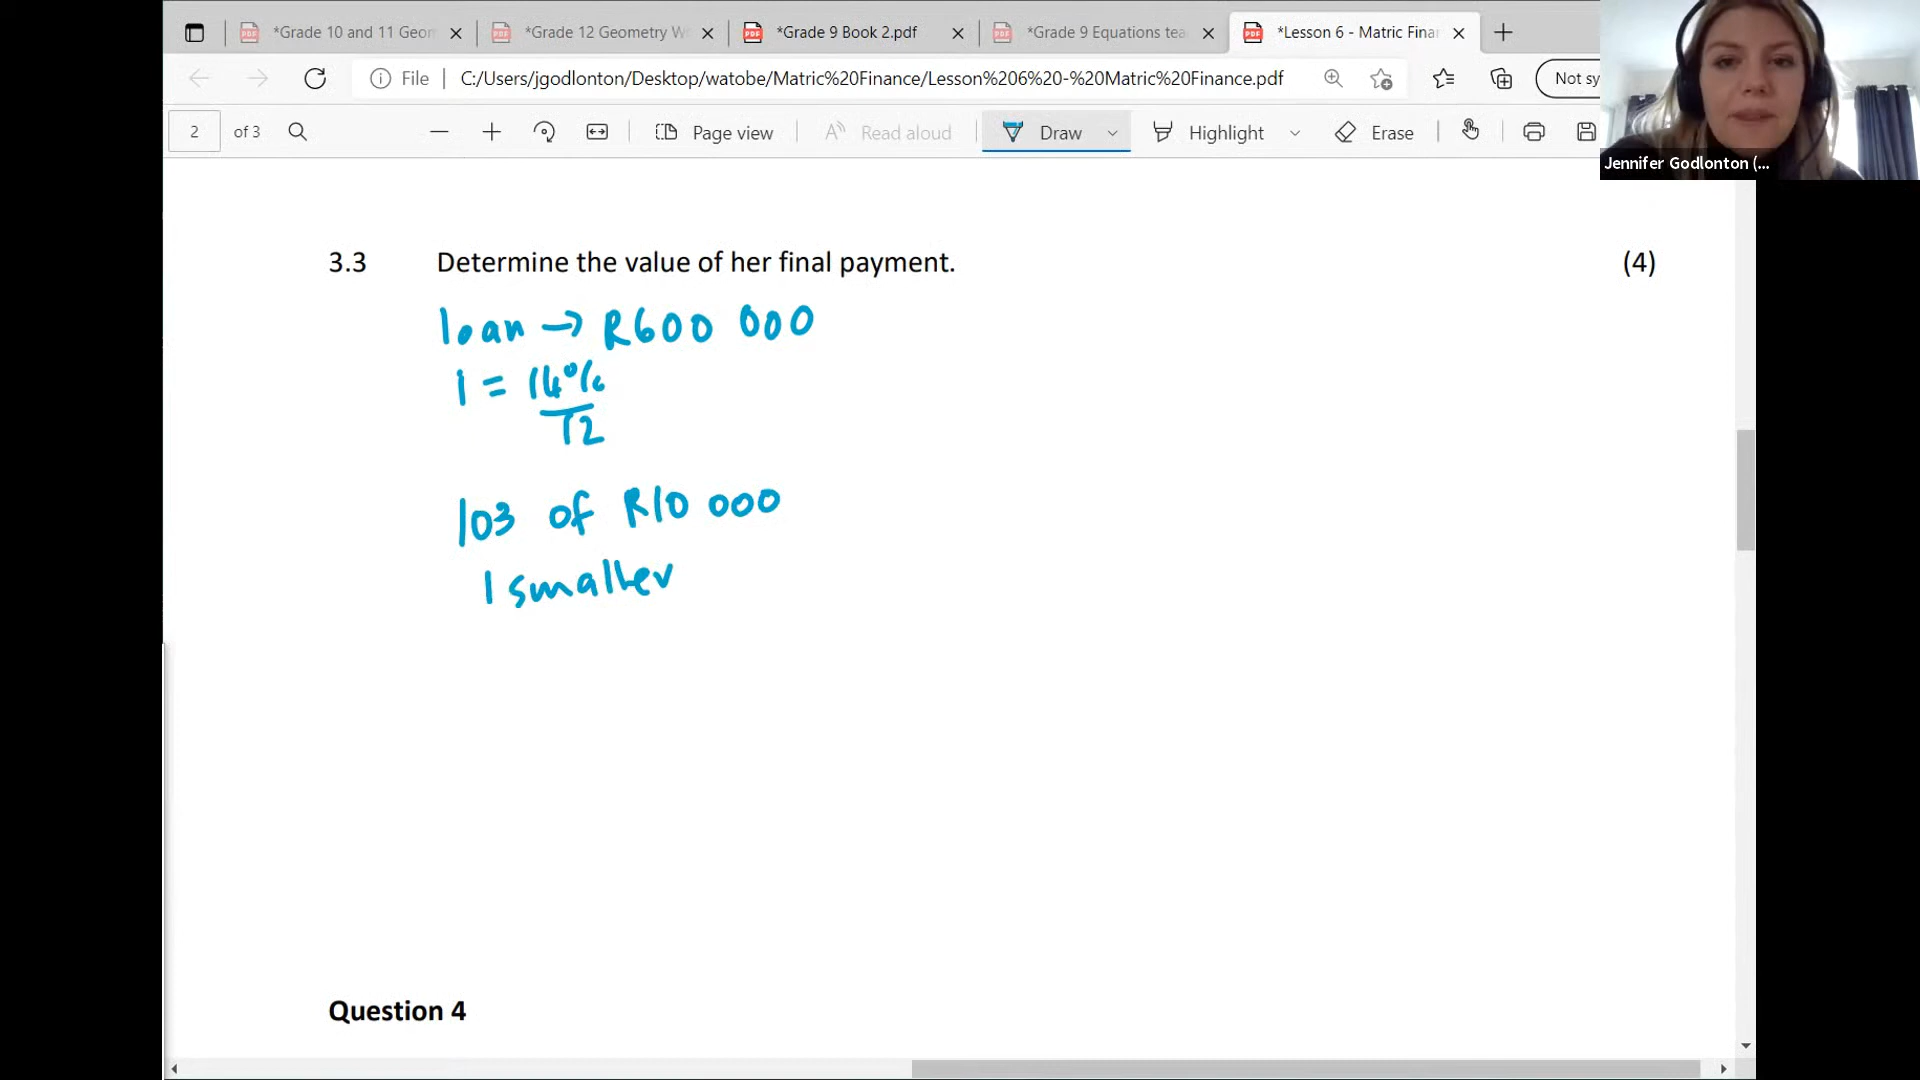 *Grade 10 and 11 Geor
*Grade 12 Geometry W
*Grade 9 Book 2.pdf
*Grade 9 Equations tea
*Lesson 6 - Matric Finan
File
C:/Users/jgodlonton/Desktop/watobe/Matric%20Finance/Lesson%206%20-%20Matric%20Finance.pdf
Not sy
2 of 3
Page view
Read aloud
Draw
Highlight
Erase
Jennifer Godlonton (...
3.3 Determine the value of her final payment. (4)
loan → R600 000
i = 14%
12
103 of R10 000
1 smaller
Question 4